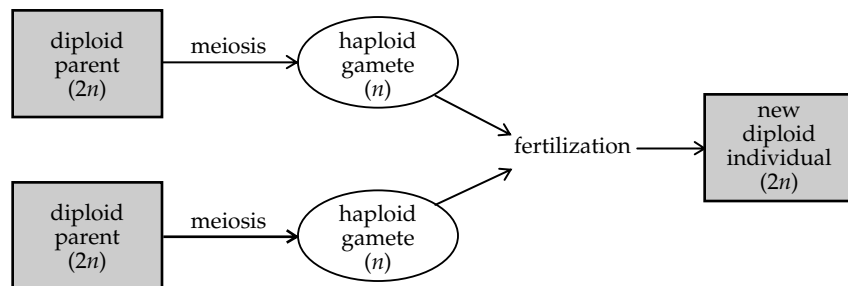 diploid
parent
(2n)
meiosis
haploid
gamete
(n)
fertilization
new
diploid
individual
(2n)
diploid
parent
(2n)
meiosis
haploid
gamete
(n)